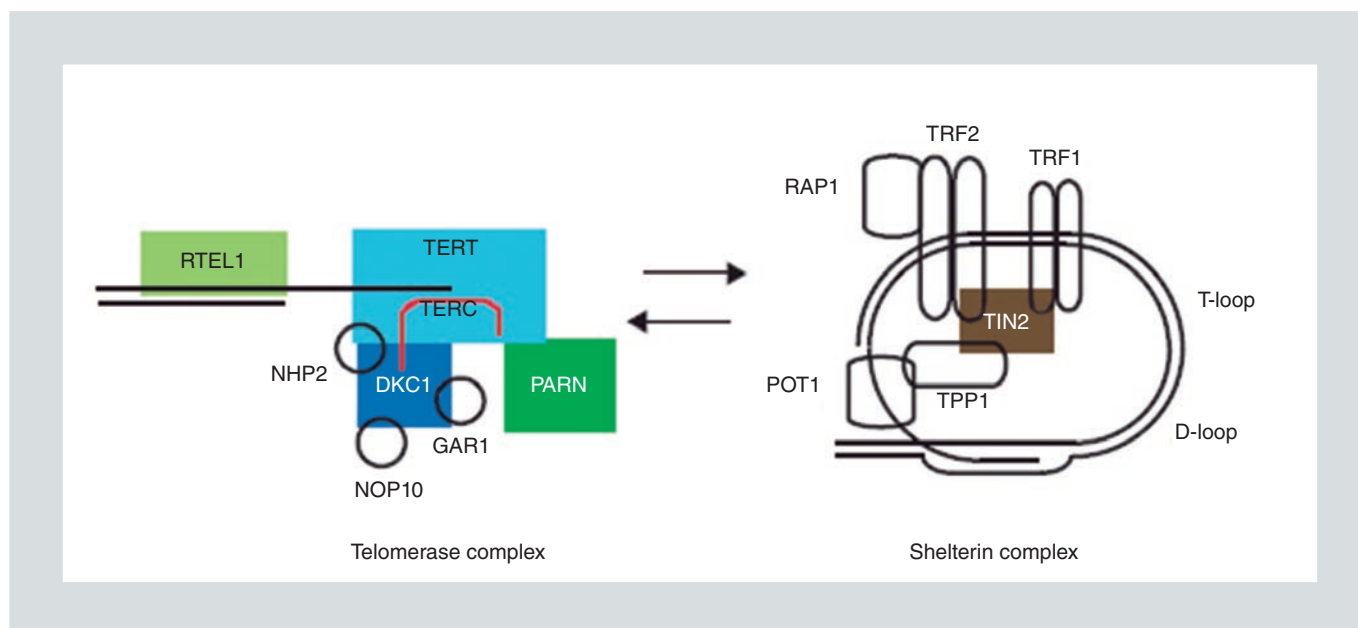 RTEL1
TERT
TERC
NHP2
DKC1
PARN
GAR1
NOP10
Telomerase complex
TRF2
TRF1
RAP1
T-loop
TIN2
POT1
TPP1
D-loop
Shelterin complex